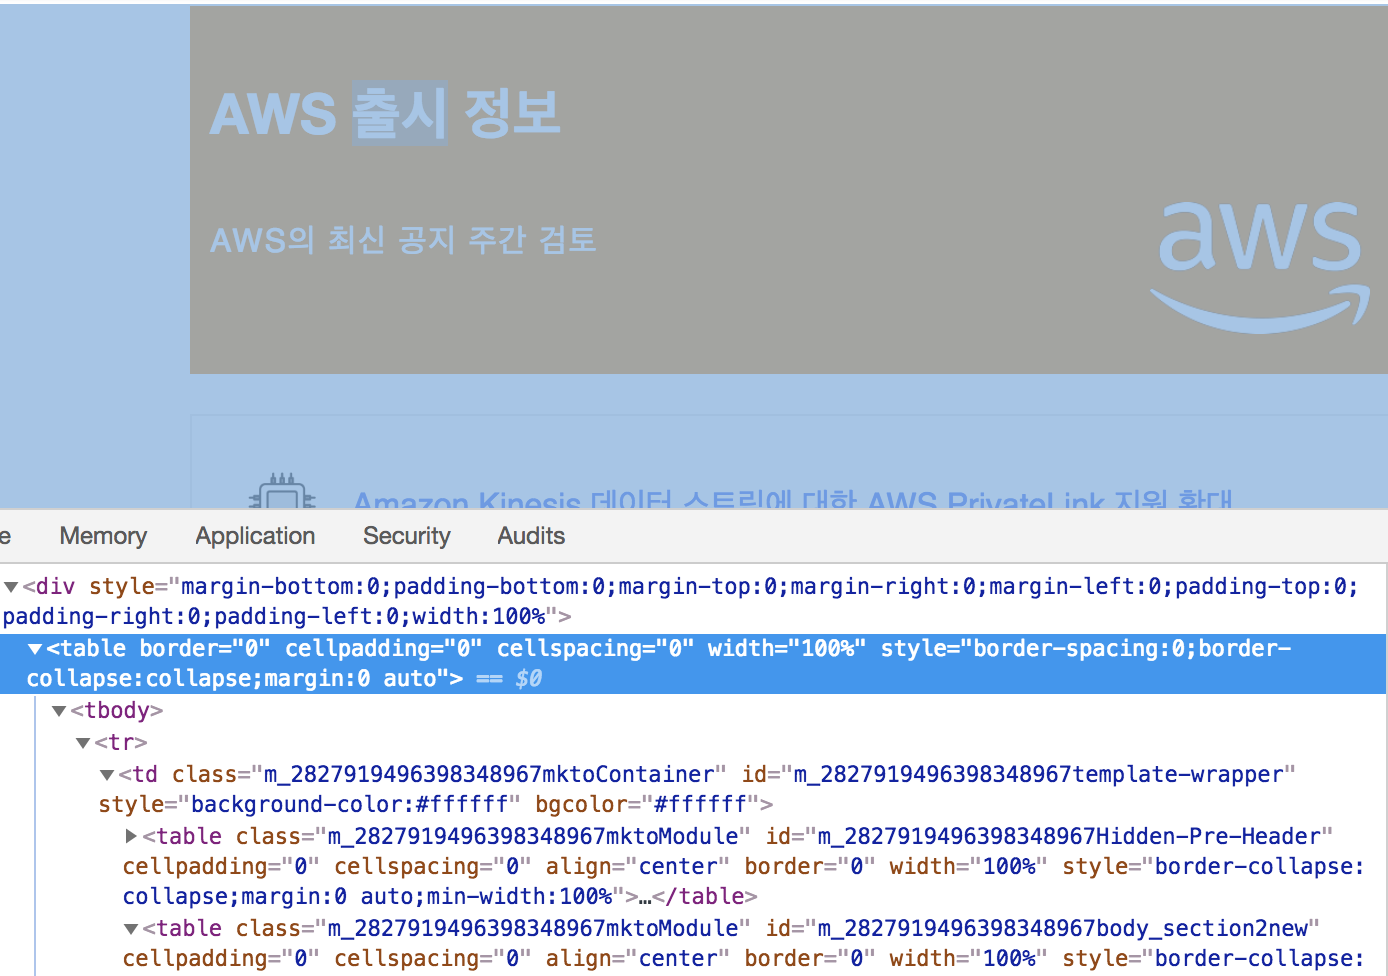 AWS 출시 정보
AWS의 최신 공지 주간 검토
aws
Amazon Kinesis 데이터 스트림에 대한 AWS PrivateLink 지원 확대
e Memory Application Security Audits
▼<div style="margin-bottom:0;padding-bottom:0;margin-top:0;margin-right:0;margin-left:0;padding-top:0;
padding-right:0;padding-left:0;width:100%">
▼<table border="0" cellpadding="0" cellspacing="0" width="100%" style="border-spacing:0;border-
collapse:collapse;margin:0 auto"> == $0
▼<tbody>
▼<tr>
▼<td class="m_2827919496398348967mktoContainer" id="m_2827919496398348967template-wrapper"
style="background-color:#ffffff" bgcolor="#ffffff">
▶<table class="m_2827919496398348967mktoModule" id="m_2827919496398348967Hidden-Pre-Header"
cellpadding="0" cellspacing="0" align="center" border="0" width="100%" style="border-collapse:
collapse;margin:0 auto;min-width:100%">…</table>
▼<table class="m_2827919496398348967mktoModule" id="m_2827919496398348967body_section2new"
cellpadding="0" cellspacing="0" align="center" border="0" width="100%" style="border-collapse: